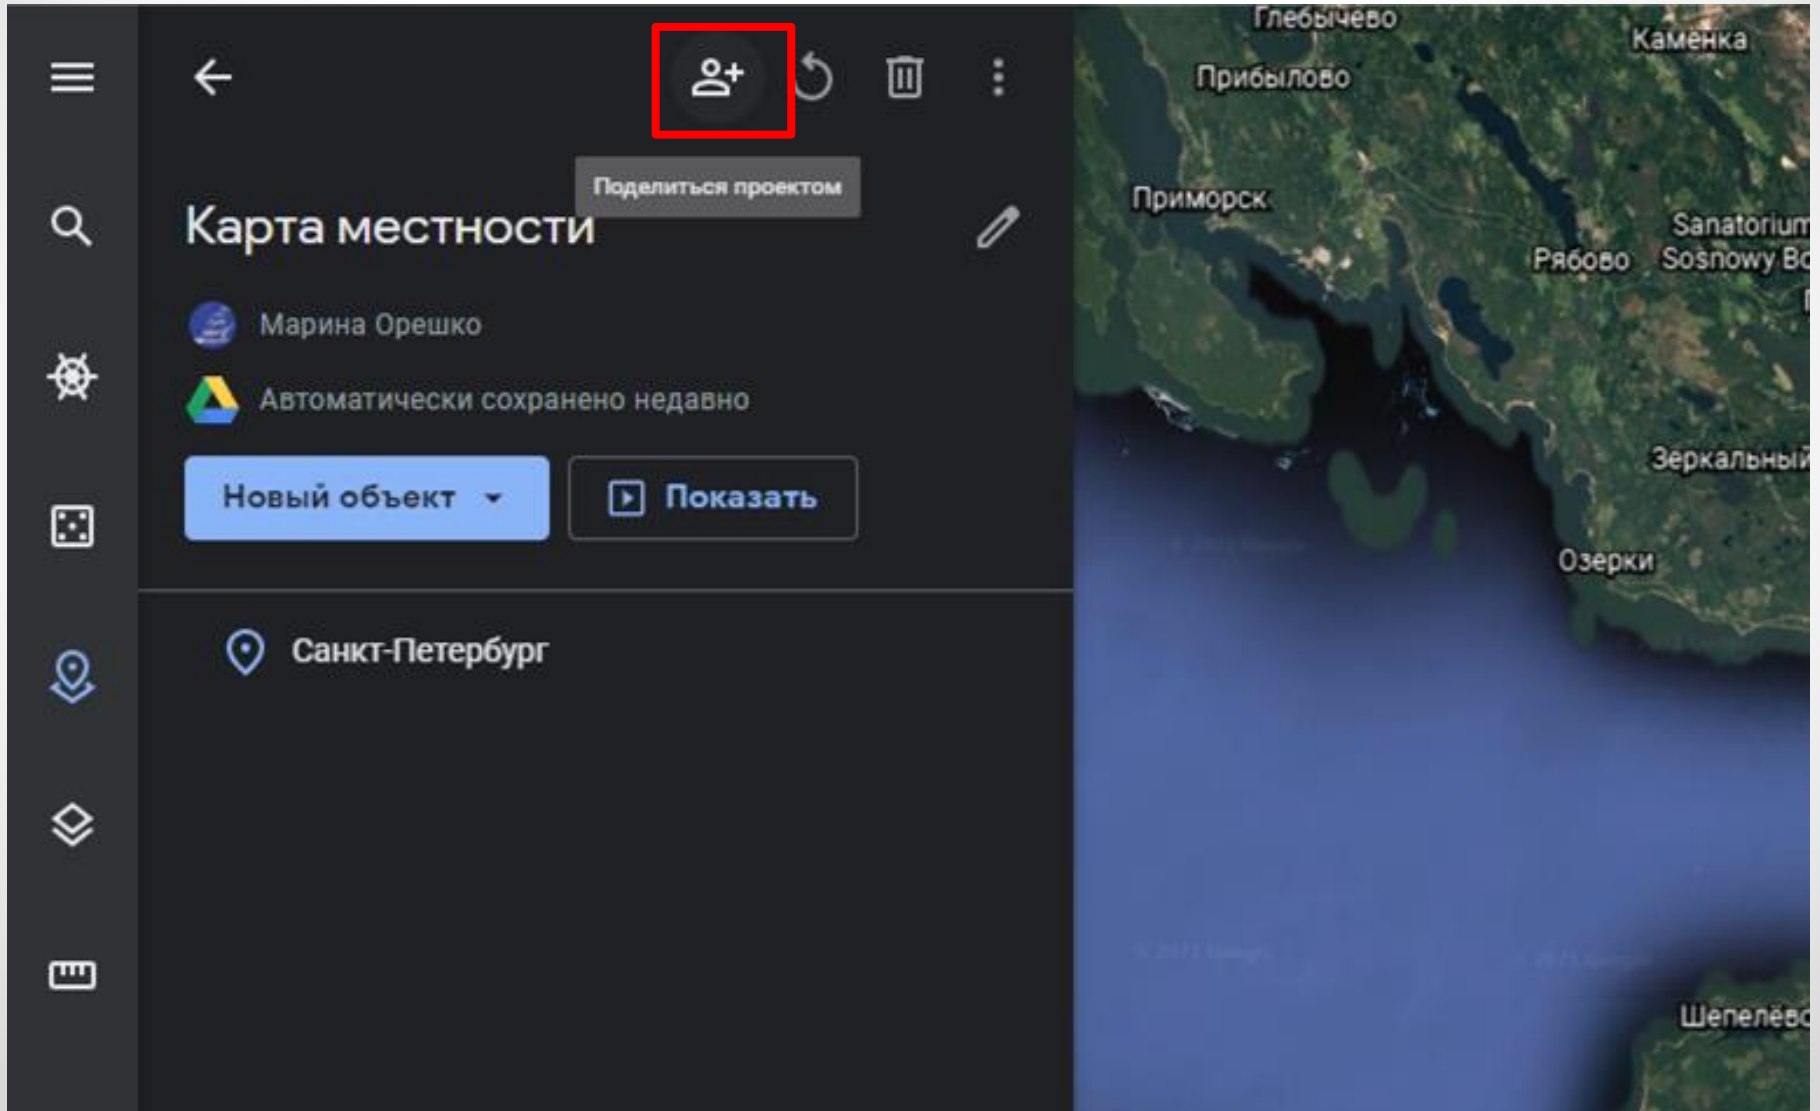 Поделиться проектом
Карта местности
Марина Орешко
Автоматически сохранено недавно
Новый объект
Показать
Санкт-Петербург
Глебычево
Каменка
Прибылово
Приморск
Sanatorium
Рябово
Sosnowy Bo
Зеркальный
Озерки
Шепелёво